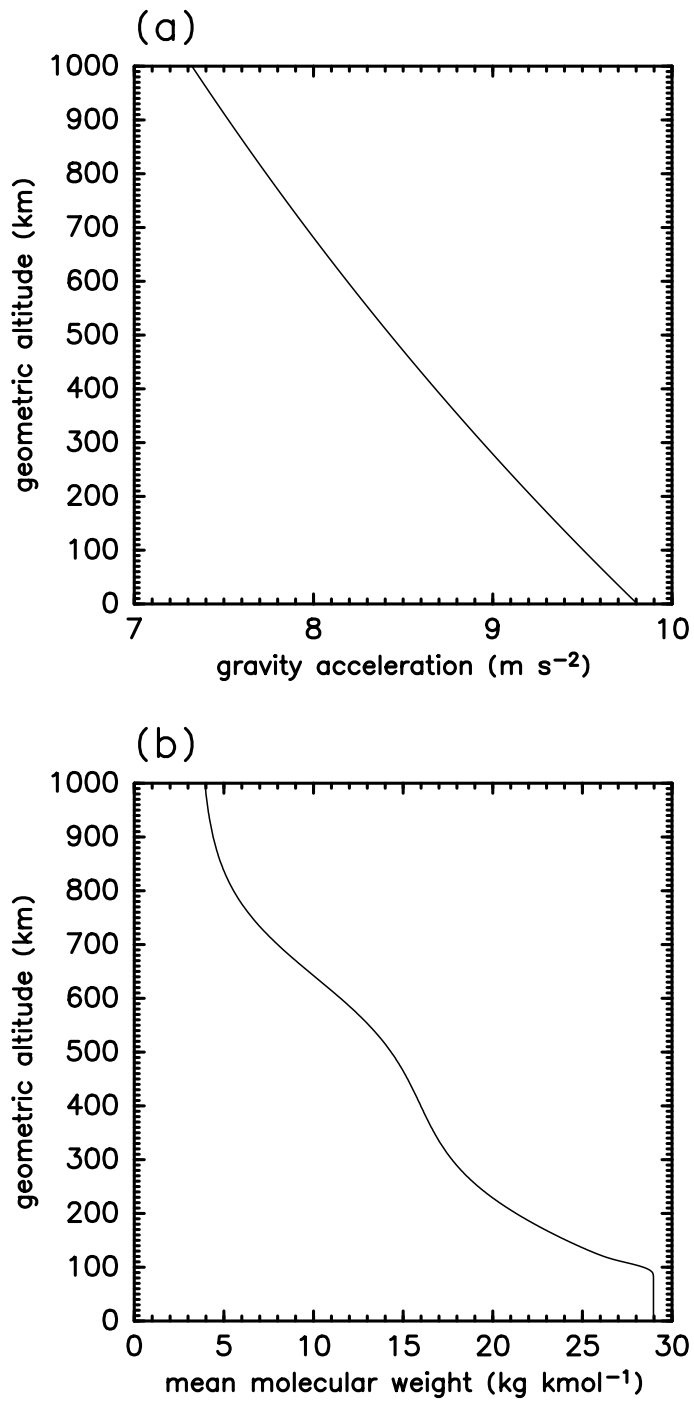 (a)
geometric altitude (km)
1000
900
800
700
600
500
400
300
200
100
0
7 8 9 10
gravity acceleration (m s⁻²)
(b)
geometric altitude (km)
1000
900
800
700
600
500
400
300
200
100
0
0 5 10 15 20 25 30
mean molecular weight (kg kmol⁻¹)